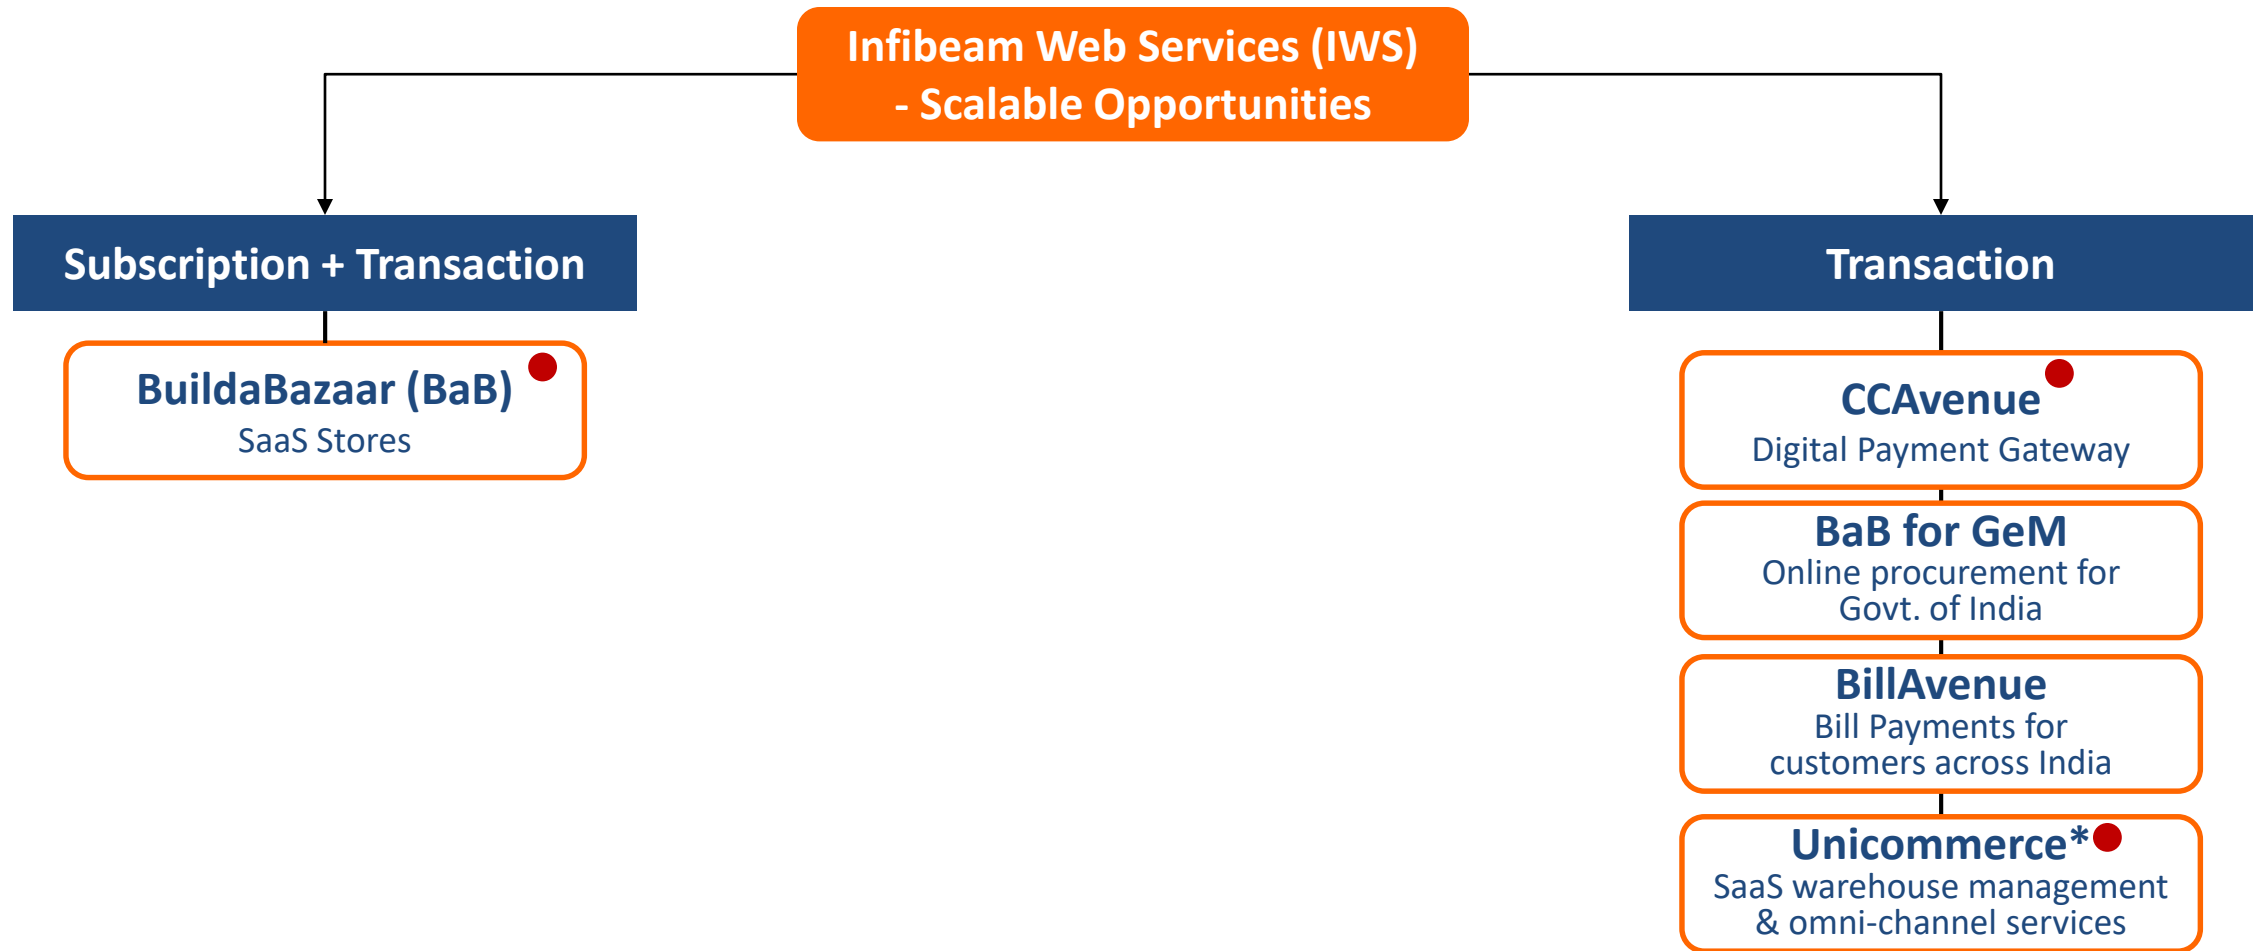 Infibeam Web Services (IWS)
- Scalable Opportunities
Subscription + Transaction
BuildaBazaar (BaB)
SaaS Stores
Transaction
CCAvenue
Digital Payment Gateway
BaB for GeM
Online procurement for
Govt. of India
BillAvenue
Bill Payments for
customers across India
Unicommerce*
SaaS warehouse management
& omni-channel services